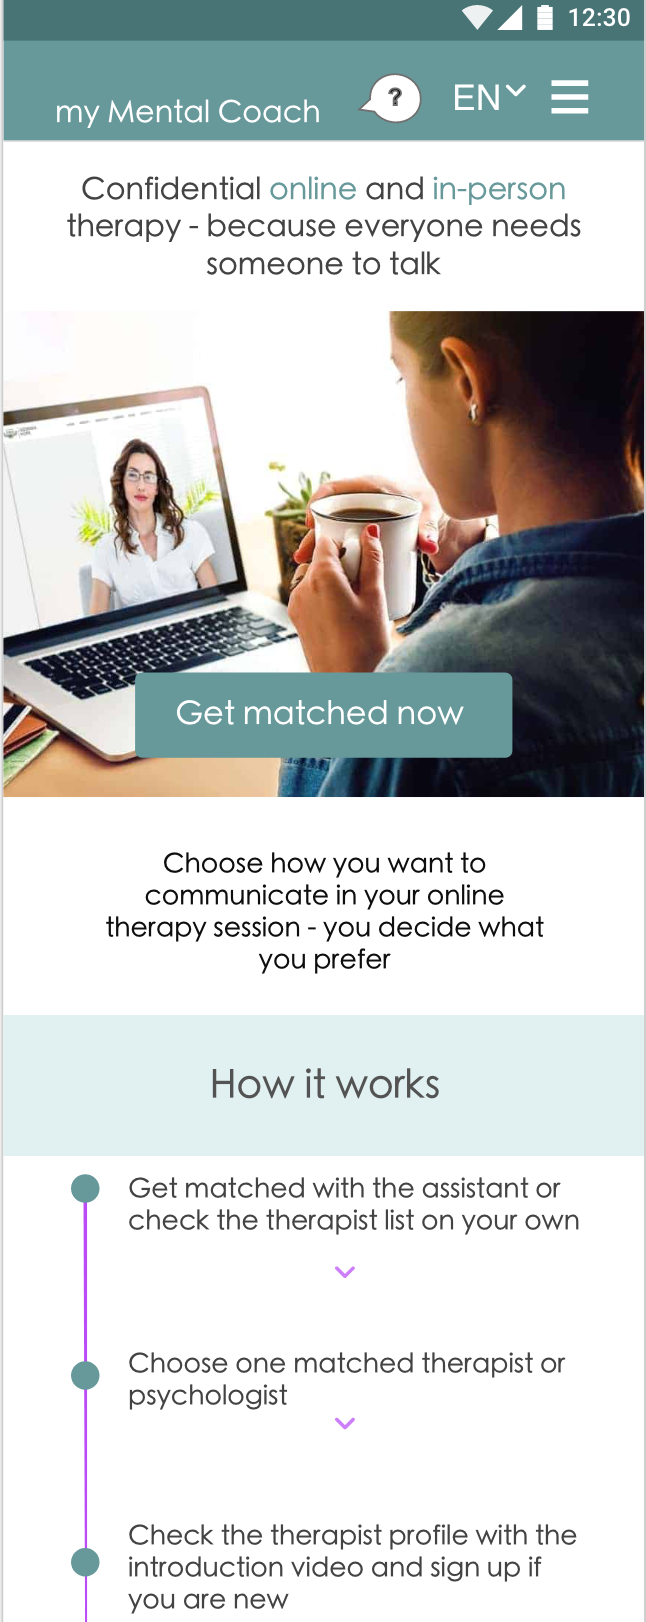 12:30
my Mental Coach
?
EN
Confidential online and in-person
therapy - because everyone needs
someone to talk
Get matched now
Choose how you want to
communicate in your online
therapy session - you decide what
you prefer
How it works
Get matched with the assistant or
check the therapist list on your own
Choose one matched therapist or
psychologist
Check the therapist profile with the
introduction video and sign up if
you are new